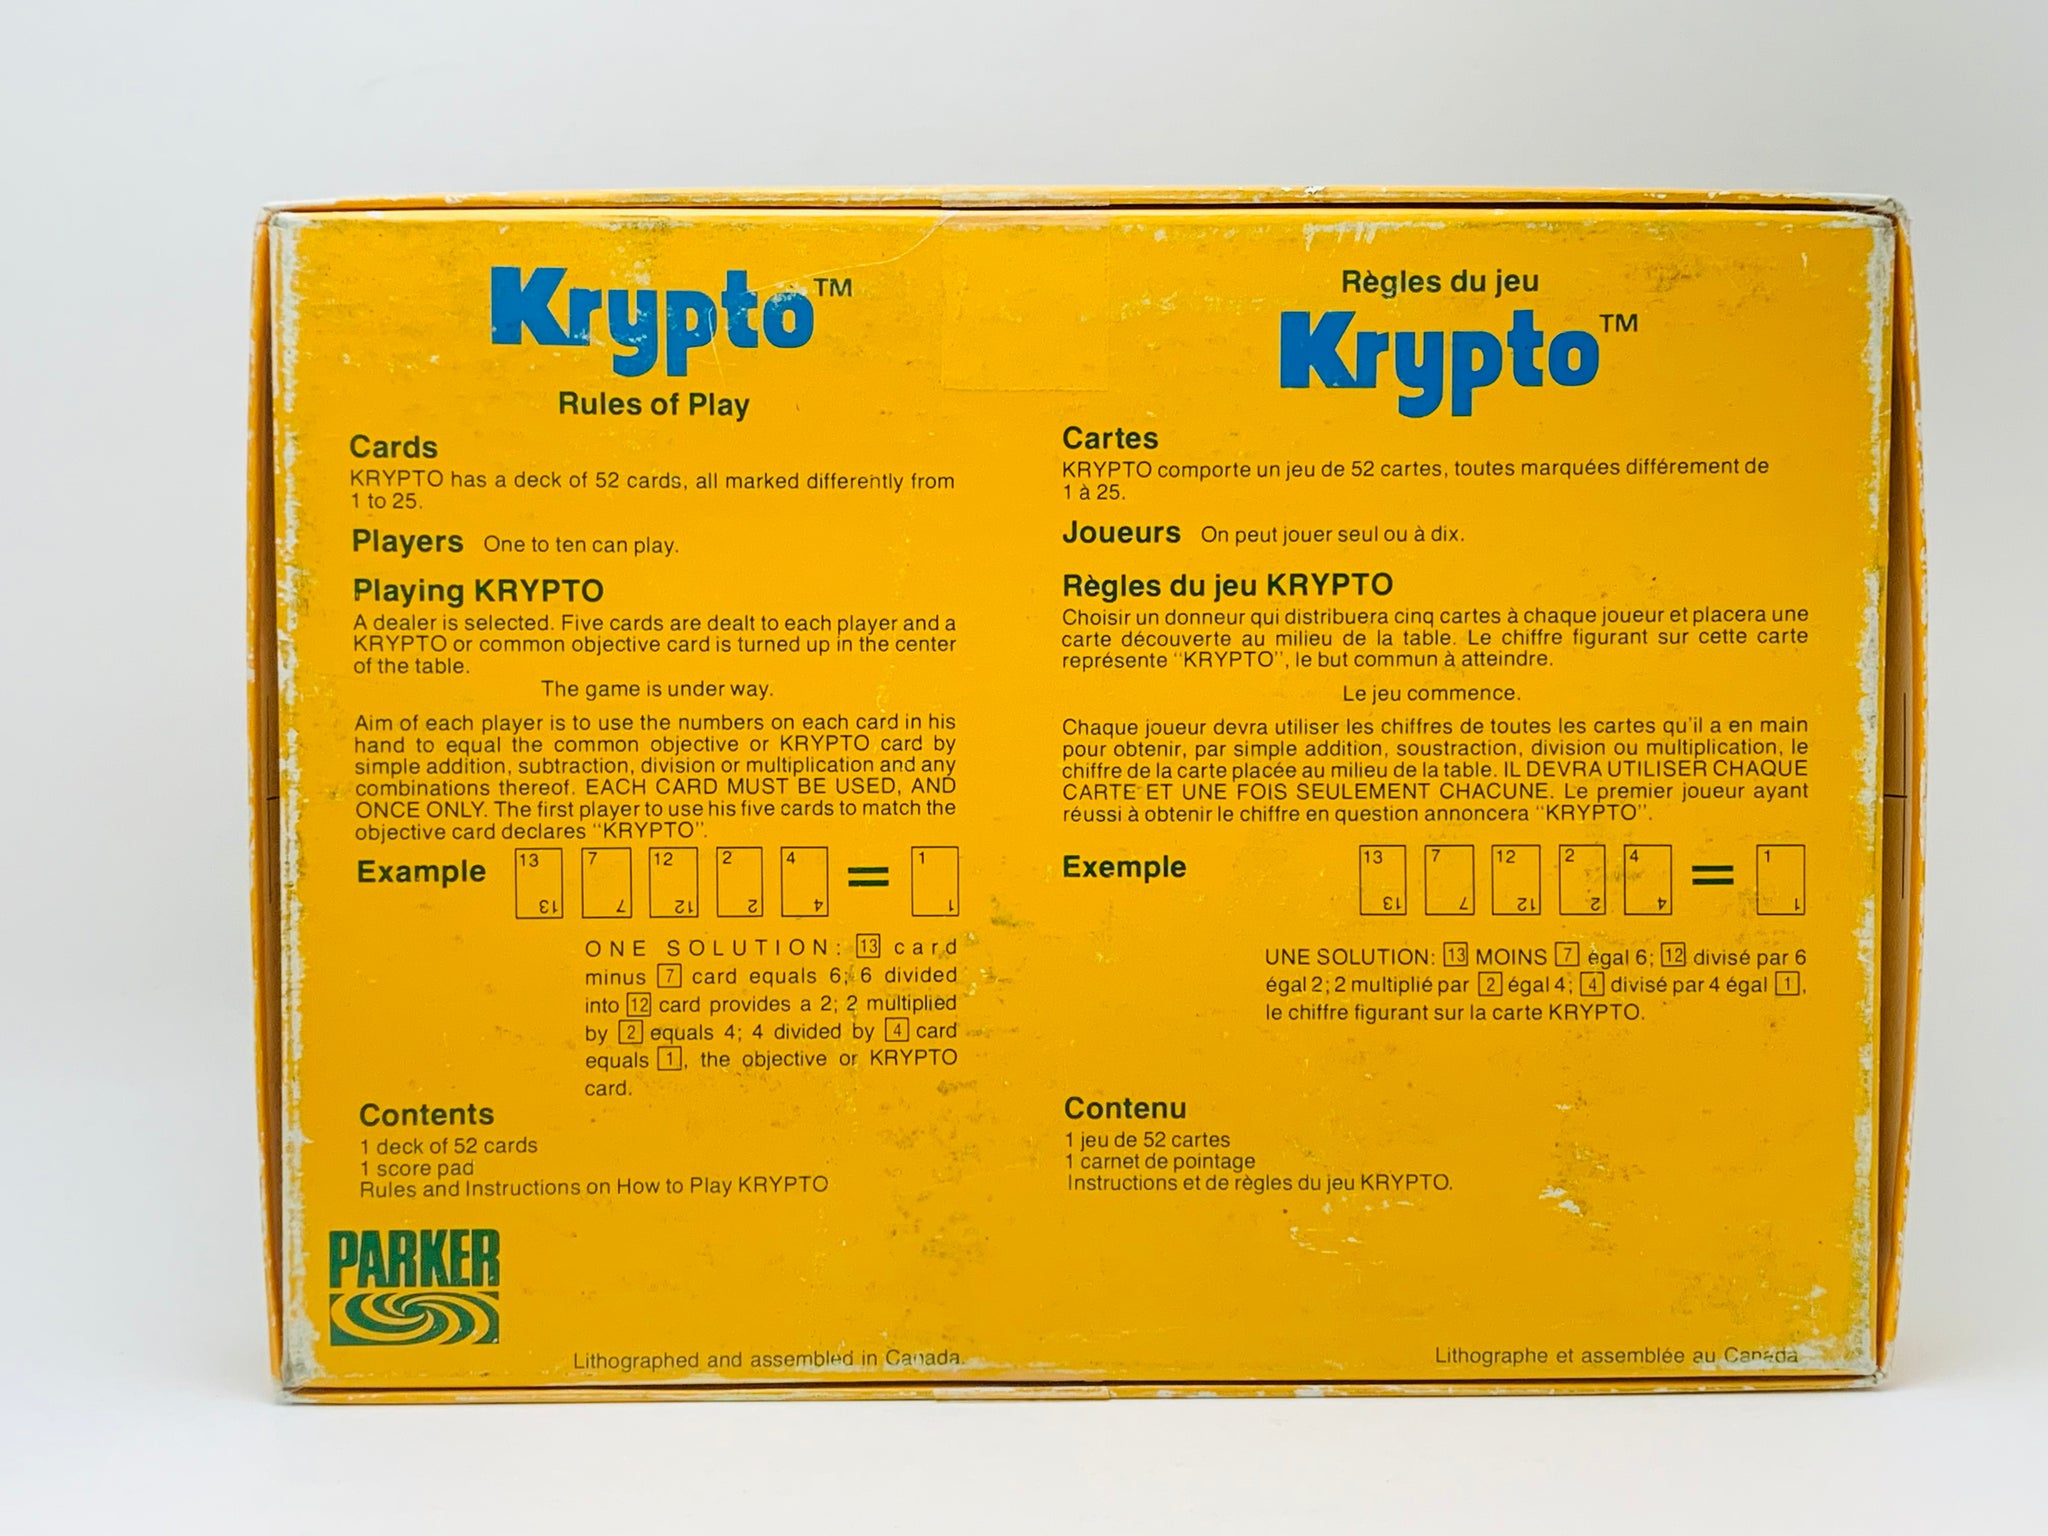 Krypto™
Rules of Play
Cards
KRYPTO has a deck of 52 cards, all marked differently from
1 to 25.
Players One to ten can play.
Playing KRYPTO
A dealer is selected. Five cards are dealt to each player and a
KRYPTO or common objective card is turned up in the center
of the table.
The game is under way.
Aim of each player is to use the numbers on each card in his
hand to equal the common objective or KRYPTO card by
simple addition, subtraction, division or multiplication and any
combinations thereof. EACH CARD MUST BE USED, AND
ONCE ONLY. The first player to use his five cards to match the
objective card declares "KRYPTO".
Example 13 7 12 2 4 = 1
13 7 12 2 4 1
ONE SOLUTION: 13 card
minus 7 card equals 6; 6 divided
into 12 card provides a 2; 2 multiplied
by 2 equals 4; 4 divided by 4 card
equals 1, the objective or KRYPTO
card.
Contents
1 deck of 52 cards
1 score pad
Rules and Instructions on How to Play KRYPTO
PARKER
Lithographed and assembled in Canada.
Règles du jeu
Krypto™
Cartes
KRYPTO comporte un jeu de 52 cartes, toutes marquées différement de
1 à 25.
Joueurs On peut jouer seul ou à dix.
Règles du jeu KRYPTO
Choisir un donneur qui distribuera cinq cartes à chaque joueur et placera une
carte découverte au milieu de la table. Le chiffre figurant sur cette carte
représente "KRYPTO", le but commun à atteindre.
Le jeu commence.
Chaque joueur devra utiliser les chiffres de toutes les cartes qu'il a en main
pour obtenir, par simple addition, soustraction, division ou multiplication, le
chiffre de la carte placée au milieu de la table. IL DEVRA UTILISER CHAQUE
CARTE ET UNE FOIS SEULEMENT CHACUNE. Le premier joueur ayant
réussi à obtenir le chiffre en question annoncera "KRYPTO".
Exemple 13 7 12 2 4 = 1
13 7 12 2 4 1
UNE SOLUTION: 13 MOINS 7 égal 6; 12 divisé par 6
égal 2; 2 multiplié par 2 égal 4; 4 divisé par 4 égal 1,
le chiffre figurant sur la carte KRYPTO.
Contenu
1 jeu de 52 cartes
1 carnet de pointage
Instructions et de règles du jeu KRYPTO.
Lithographe et assemblée au Canada